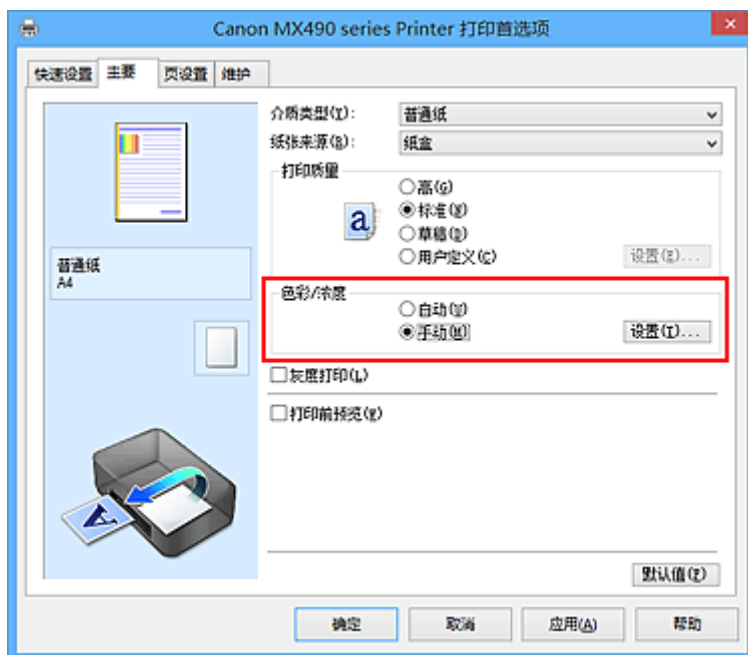 Canon MX490 series Printer 打印首选项
快速设置 主要 页设置 维护
介质类型(Y): 普通纸
纸张来源(R): 纸盒
打印质量
高(G)
a 标准(X)
草稿(D)
用户定义(C) 设置(E)...
普通纸
A4
色彩/浓度
自动(U)
手动(M) 设置(I)...
灰度打印(L)
打印前预览(K)
A
默认值(F)
确定 取消 应用(A) 帮助